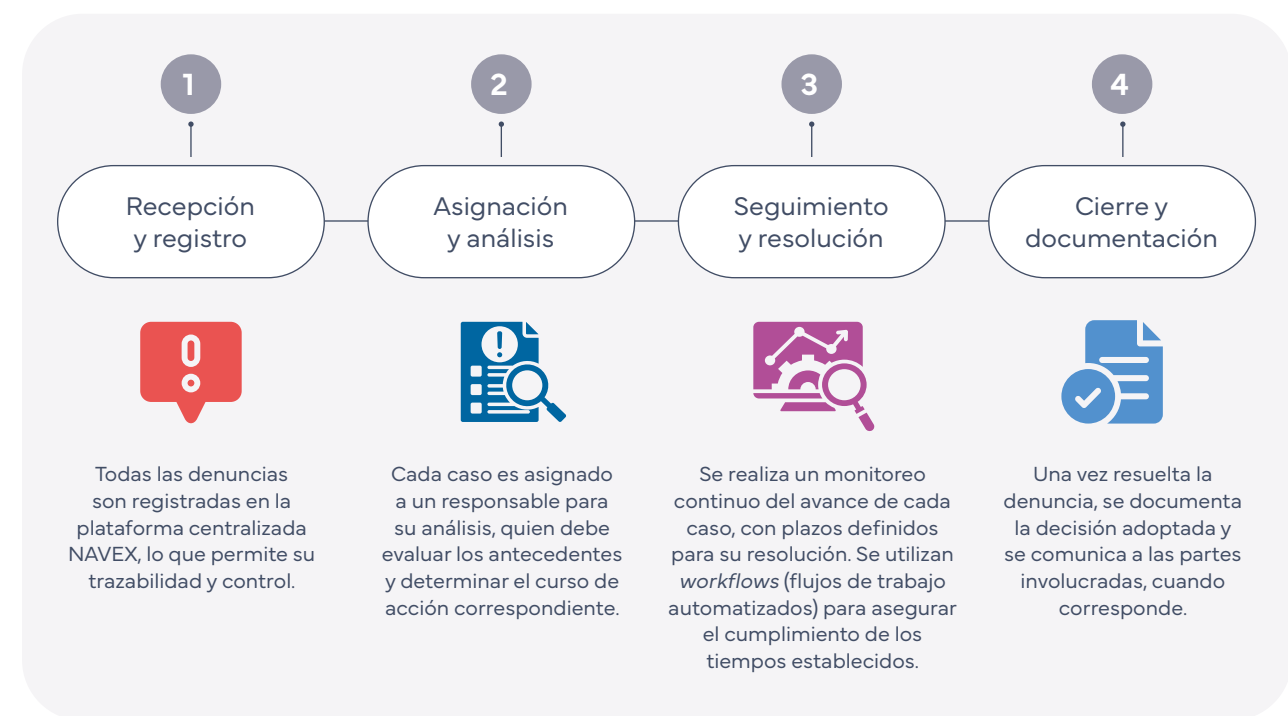 1
Recepción
y registro
Todas las denuncias
son registradas en la
plataforma centralizada
NAVEX, lo que permite su
trazabilidad y control.
2
Asignación
y análisis
Cada caso es asignado
a un responsable para
su análisis, quien debe
evaluar los antecedentes
y determinar el curso de
acción correspondiente.
3
Seguimiento
y resolución
Se realiza un monitoreo
continuo del avance de cada
caso, con plazos definidos
para su resolución. Se utilizan
workflows (flujos de trabajo
automatizados) para asegurar
el cumplimiento de los
tiempos establecidos.
4
Cierre y
documentación
Una vez resuelta la
denuncia, se documenta
la decisión adoptada y
se comunica a las partes
involucradas, cuando
corresponde.